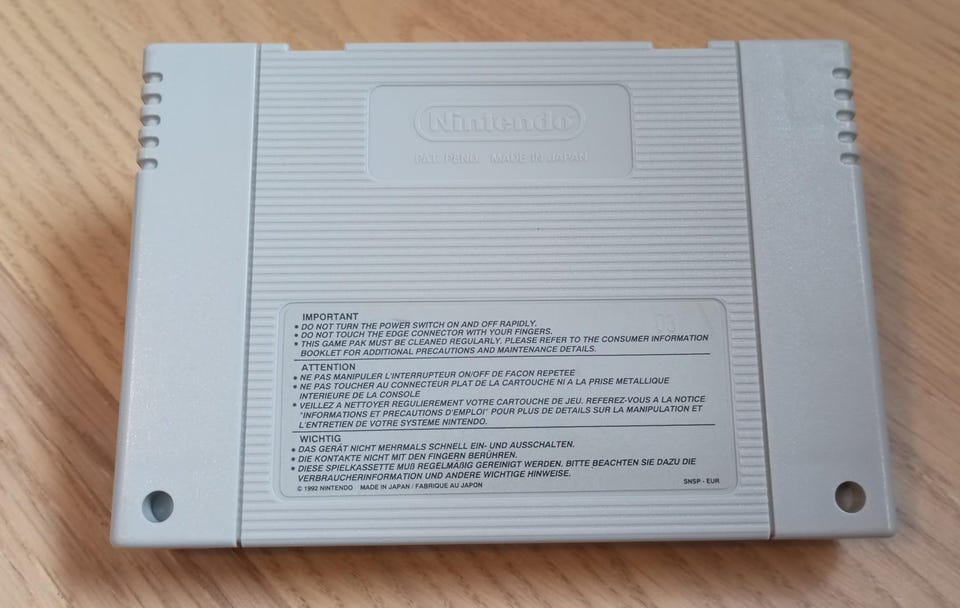 Nintendo
PAT. PEND. MADE IN JAPAN
IMPORTANT
• DO NOT TURN THE POWER SWITCH ON AND OFF RAPIDLY.
• DO NOT TOUCH THE EDGE CONNECTOR WITH YOUR FINGERS.
• THIS GAME PAK MUST BE CLEANED REGULARLY. PLEASE REFER TO THE CONSUMER INFORMATION
BOOKLET FOR ADDITIONAL PRECAUTIONS AND MAINTENANCE DETAILS.
ATTENTION
• NE PAS MANIPULER L'INTERRUPTEUR ON/OFF DE FACON REPETEE
• NE PAS TOUCHER AU CONNECTEUR PLAT DE LA CARTOUCHE NI A LA PRISE METALLIQUE
INTERIEURE DE LA CONSOLE
• VEILLEZ A NETTOYER REGULIEREMENT VOTRE CARTOUCHE DE JEU. REFEREZ-VOUS A LA NOTICE
"INFORMATIONS ET PRECAUTIONS D'EMPLOI" POUR PLUS DE DETAILS SUR LA MANIPULATION ET
L'ENTRETIEN DE VOTRE SYSTEME NINTENDO.
WICHTIG
• DAS GERÄT NICHT MEHRMALS SCHNELL EIN- UND AUSSCHALTEN.
• DIE KONTAKTE NICHT MIT DEN FINGERN BERÜHREN.
• DIESE SPIELKASSETTE MUß REGELMÄßIG GEREINIGT WERDEN. BITTE BEACHTEN SIE DAZU DIE
VERBRAUCHERINFORMATION UND ANDERE WICHTIGE HINWEISE.
© 1992 NINTENDO MADE IN JAPAN / FABRIQUE AU JAPON SNSP - EUR